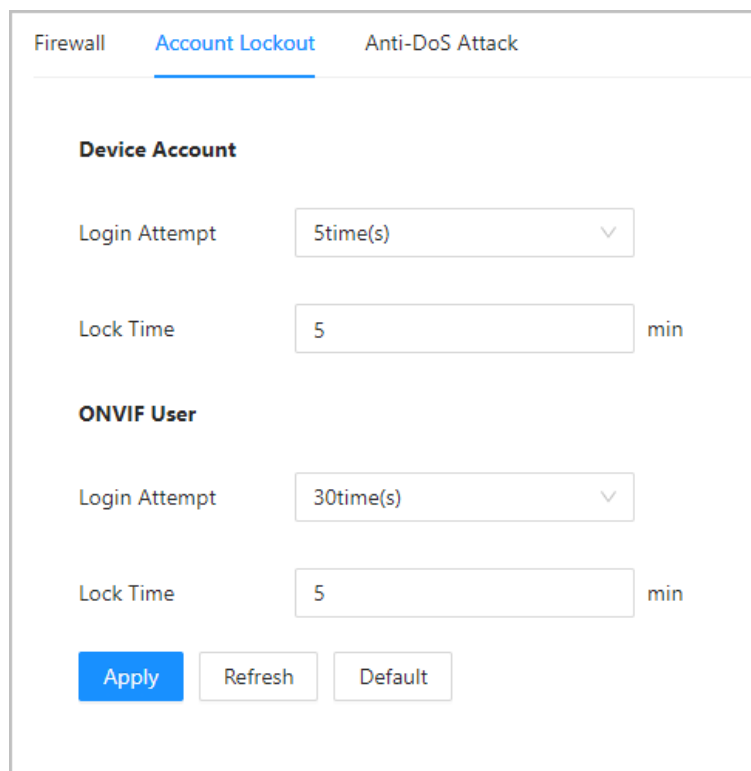 Firewall Account Lockout Anti-DoS Attack
Device Account
Login Attempt 5time(s)
Lock Time 5 min
ONVIF User
Login Attempt 30time(s)
Lock Time 5 min
Apply Refresh Default